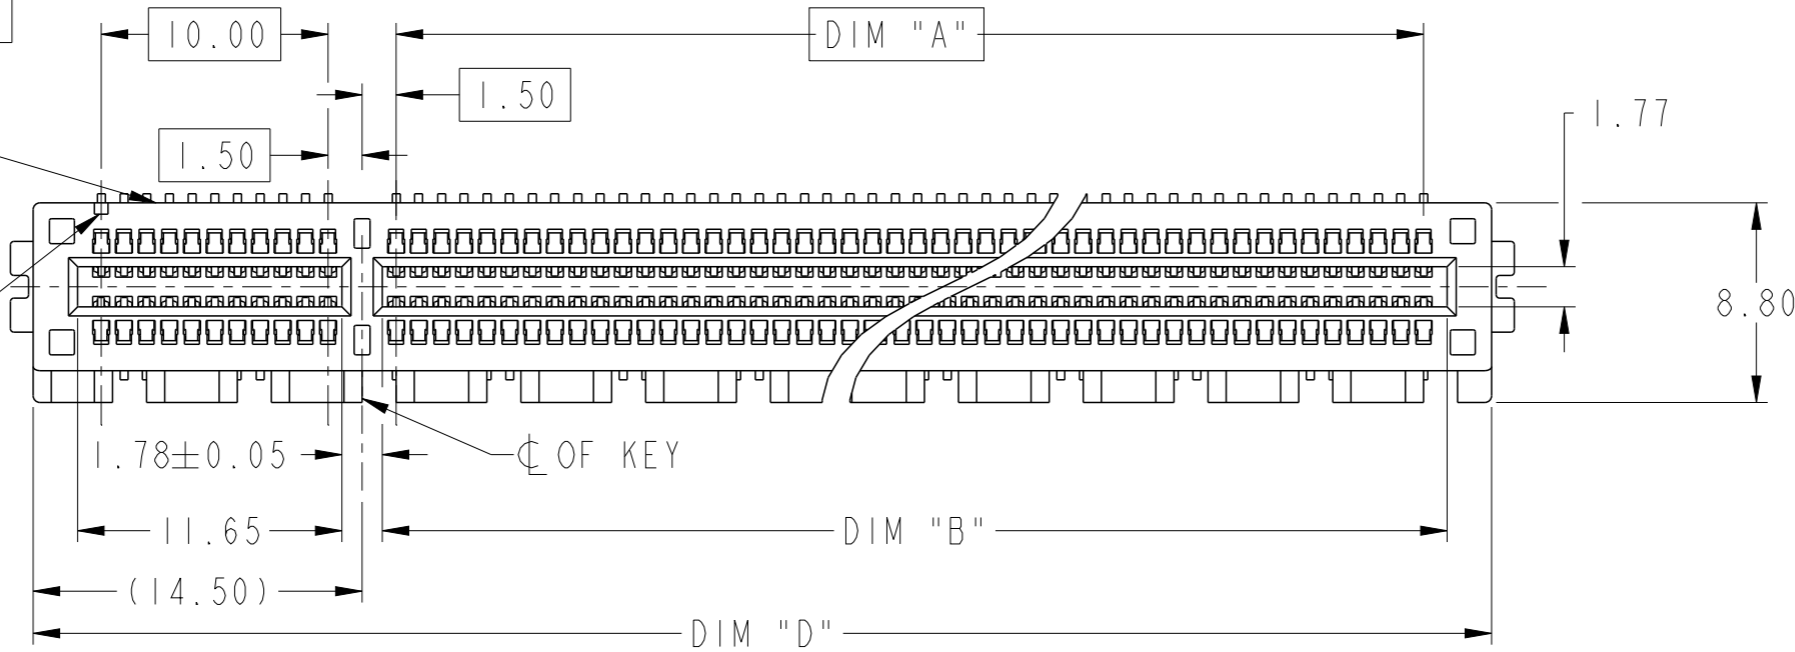 10.00
DIM "A"
1.50
1.77
1.50
8.80
1.78±0.05
℄ OF KEY
11.65
DIM "B"
(14.50)
DIM "D"